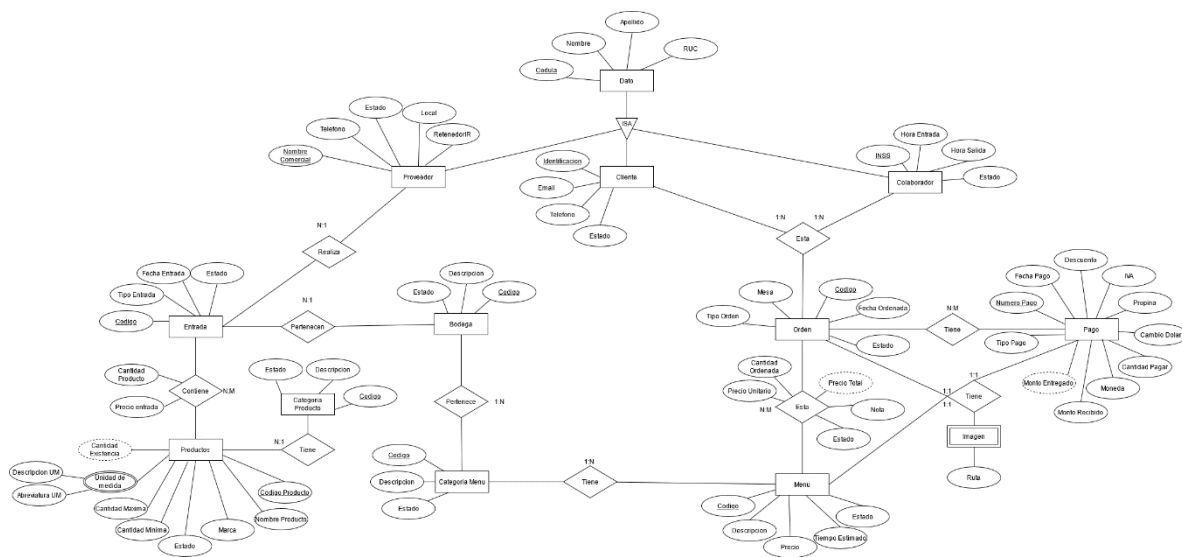 Apellido
Nombre
RUC
Cedula
Dato
ISA
Estado
Local
Telefono
RetenedorIR
Nombre
Comercial
Proveedor
Identificacion
Email
Telefono
Estado
Cliente
Hora Entrada
INSS
Hora Salida
Estado
Colaborador
N:1
Realiza
1:N
1:N
Esta
Fecha Entrada
Estado
Tipo Entrada
Codigo
Entrada
N:1
Pertenecen
Descripcion
Estado
Codigo
Bodega
Mesa
Codigo
Fecha Ordenada
Tipo Orden
Orden
Estado
N:M
Tiene
Descuento
Fecha Pago
IVA
Numero Pago
Propina
Pago
Cambio Dolar
Tipo Pago
Cantidad Pagar
Monto Entregado
Moneda
Monto Recibido
Cantidad
Producto
Contiene
N:M
Precio entrada
Estado
Descripcion
Categoria
Producto
Codigo
N:1
Tiene
Pertenece
1:N
Cantidad
Ordenada
Precio Unitario
Precio Total
N:M
Esta
Nota
Estado
1:1
1:1
1:1
Tiene
Imagen
Ruta
Cantidad
Existencia
Productos
Descripcion UM
Unidad de
medida
Abreviatura UM
Cantidad Maxima
Cantidad Minima
Estado
Marca
Nombre Producto
Codigo Producto
Codigo
Descripcion
Estado
Categoria Menu
1:N
Tiene
Menu
Codigo
Descripcion
Precio
Tiempo Estimado
Estado